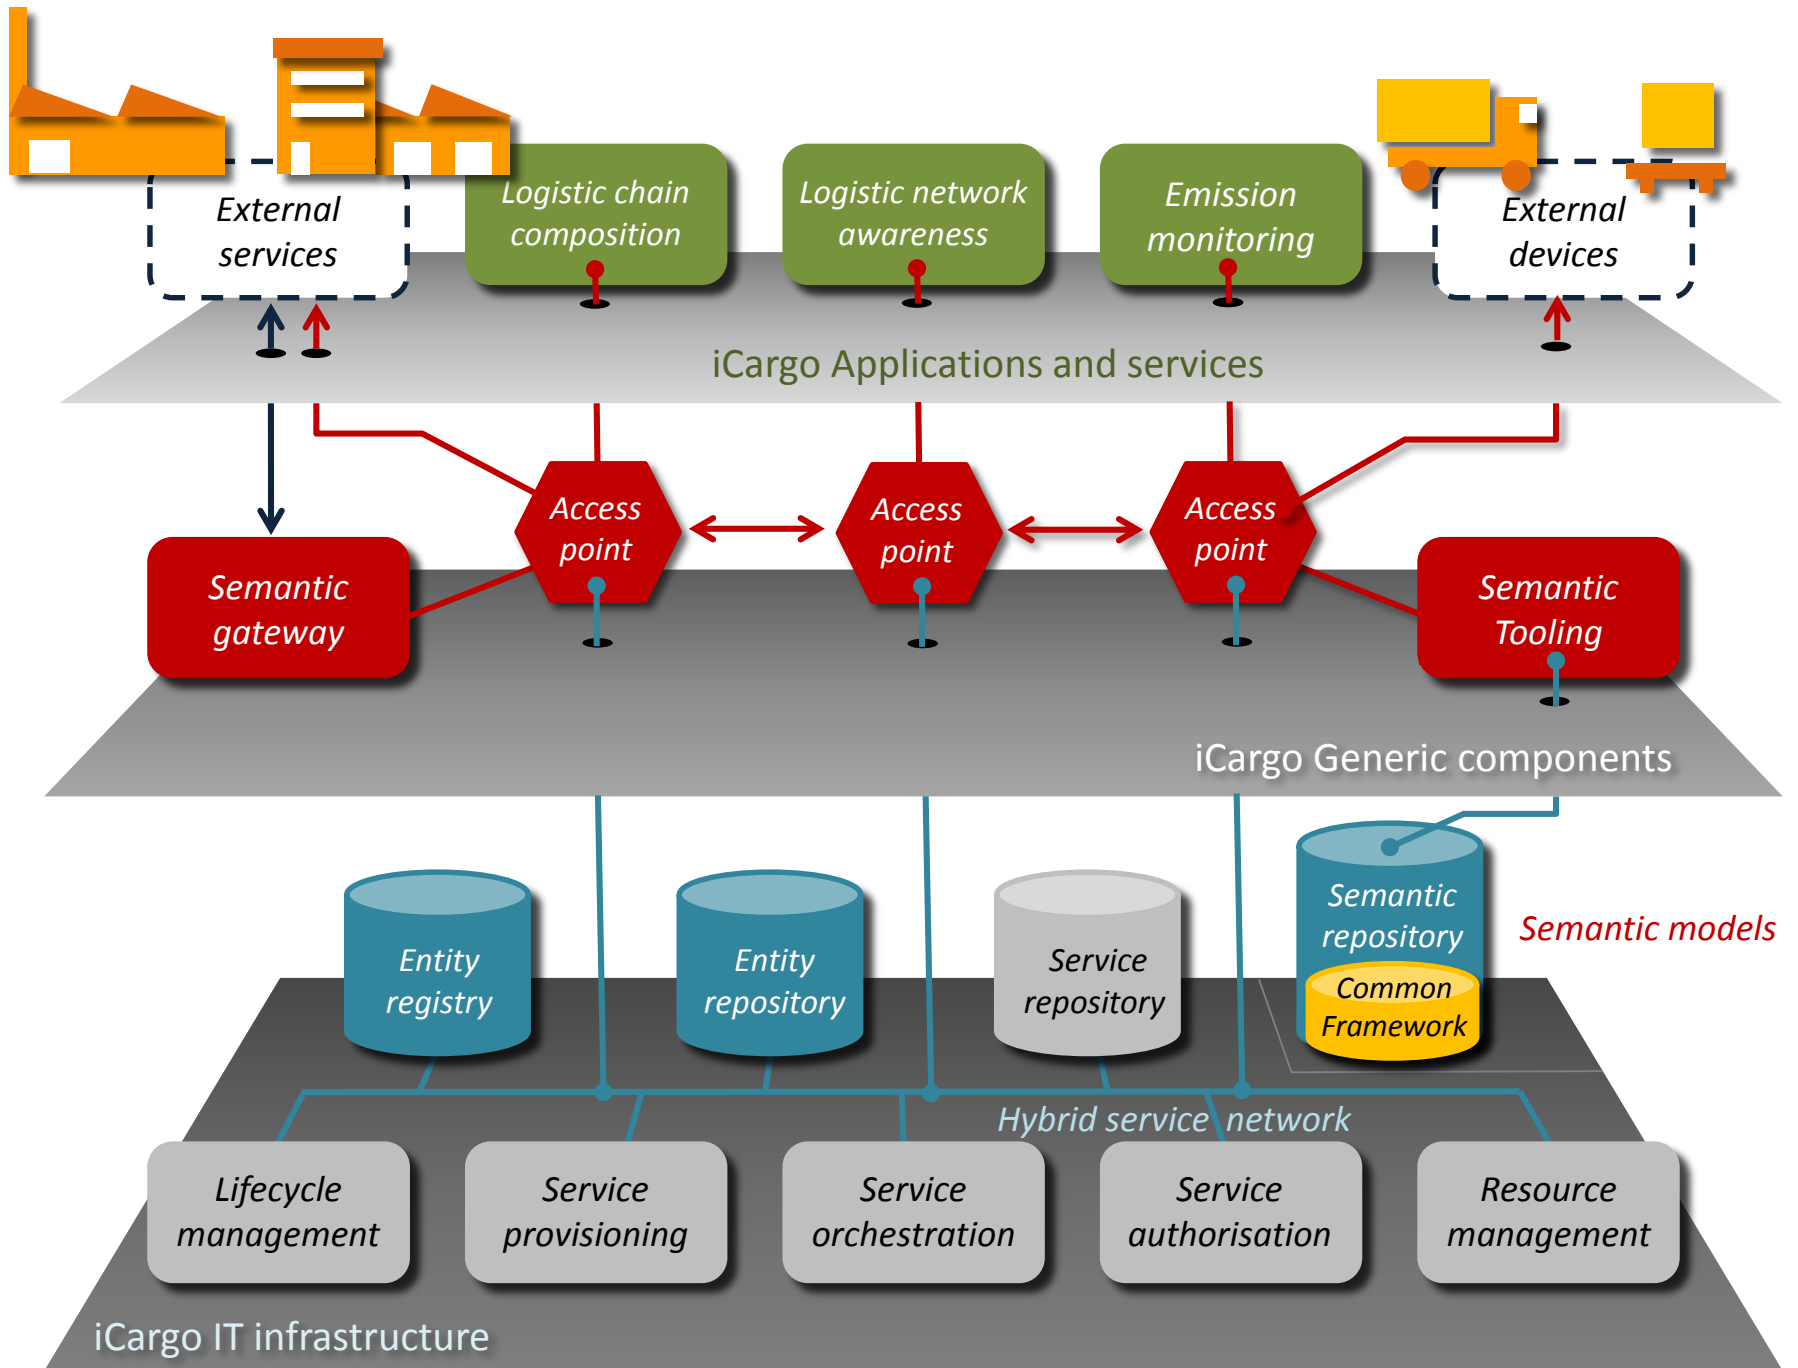 External
services
Logistic chain
composition
Logistic network
awareness
Emission
monitoring
External
devices
iCargo Applications and services
Access
point
Access
point
Access
point
Semantic
gateway
Semantic
Tooling
iCargo Generic components
Entity
registry
Entity
repository
Service
repository
Semantic
repository
Common
Framework
Semantic models
Hybrid service network
Lifecycle
management
Service
provisioning
Service
orchestration
Service
authorisation
Resource
management
iCargo IT infrastructure